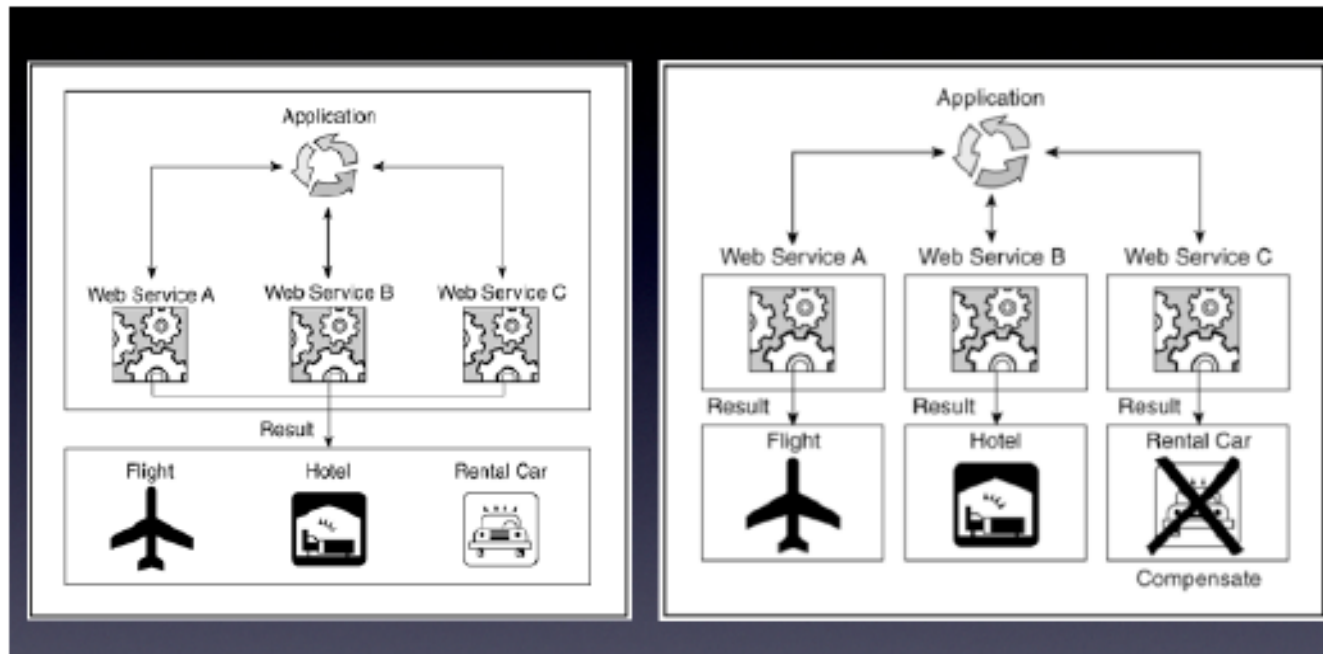 Application
Web Service A
Web Service B
Web Service C
Result
Flight
Hotel
Rental Car
Application
Web Service A
Web Service B
Web Service C
Result
Result
Result
Flight
Hotel
Rental Car
Compensate